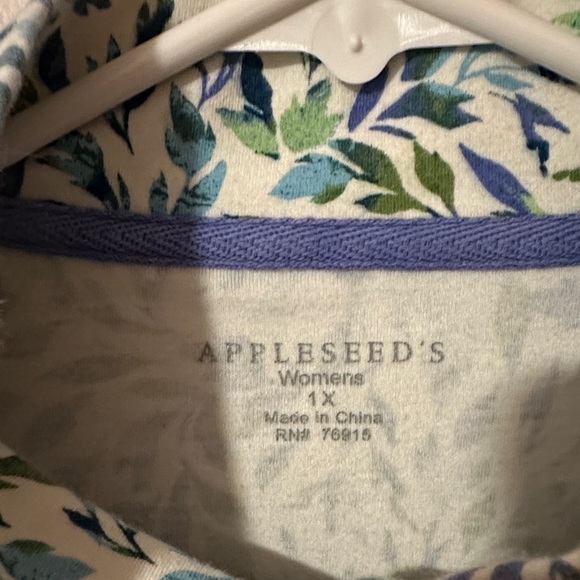 APPLESEED'S
Womens
1X
Made in China
RN# 76915